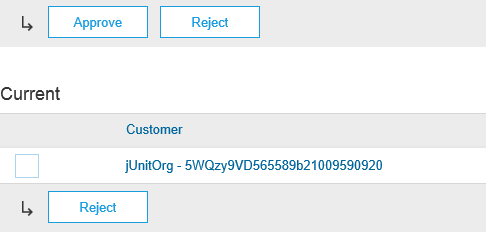 Approve Reject
Current
Customer
jUnitOrg - 5WQzy9VD565589b21009590920
Reject